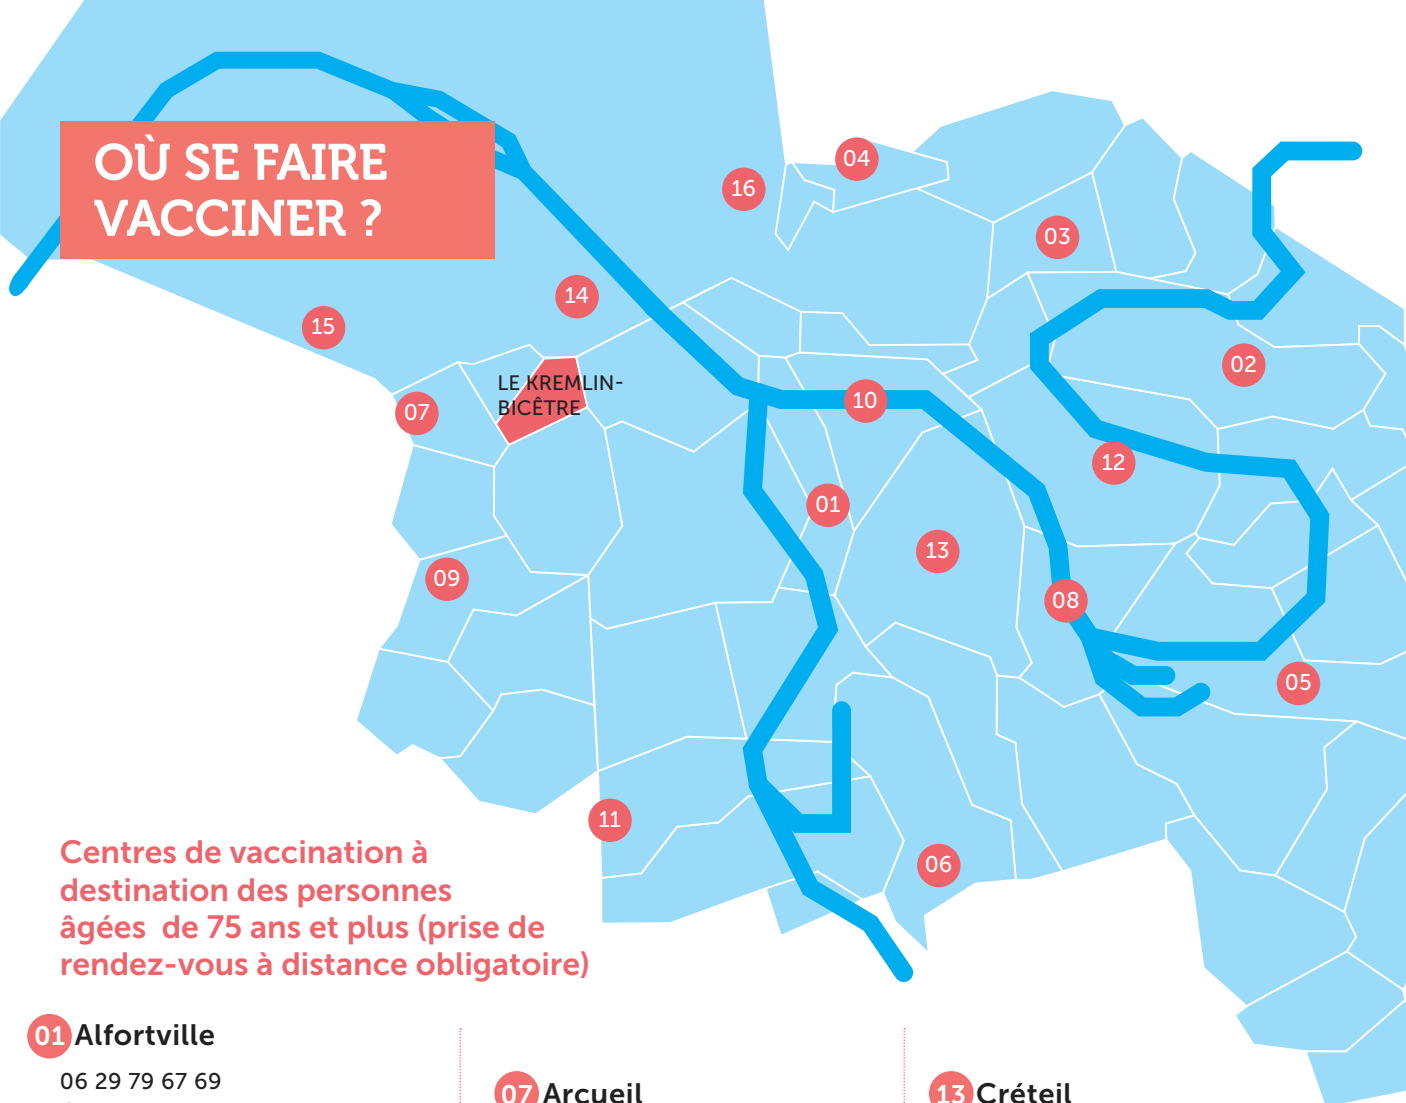 OÙ SE FAIRE
VACCINER ?
04
16
03
14
15
02
LE KREMLIN-
BICÊTRE
07
10
12
01
13
09
08
05
11
06
Centres de vaccination à
destination des personnes
âgées  de 75 ans et plus (prise de
rendez-vous à distance obligatoire)
01 Alfortville
06 29 79 67 69
07 Arcueil
13 Créteil